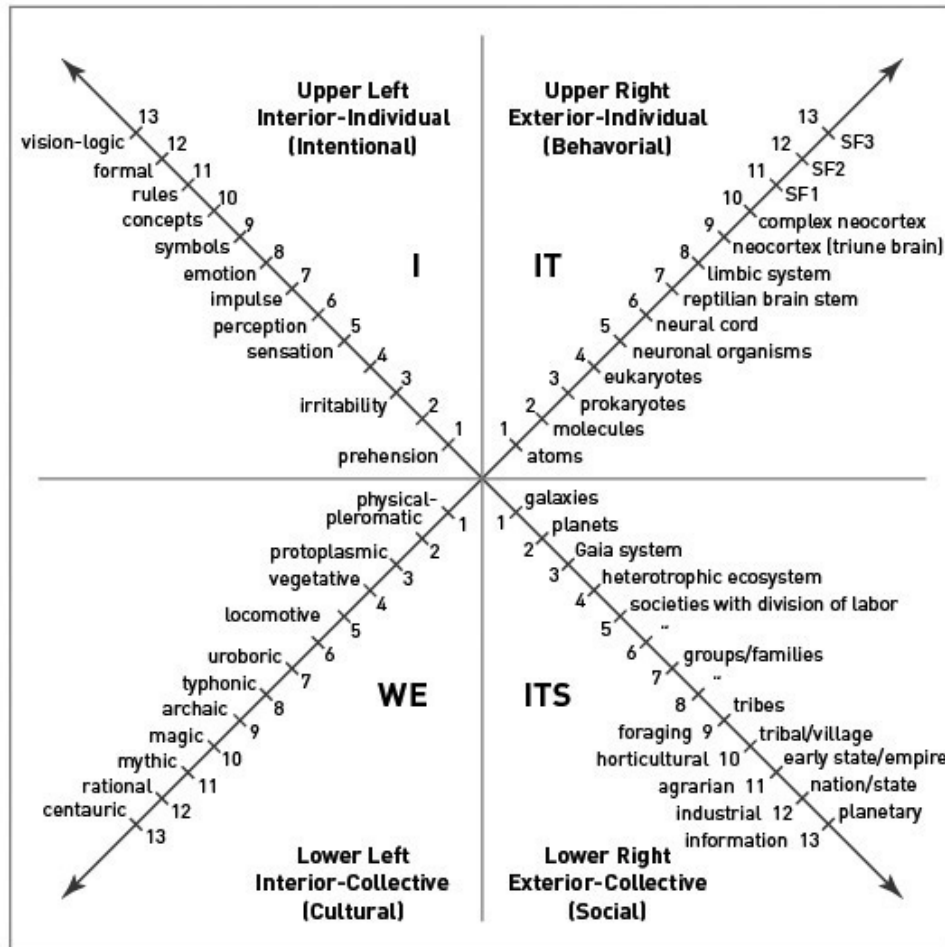 Upper Left
Interior-Individual
(Intentional)
13
vision-logic
12
formal
11
rules
10
concepts
9
symbols
8
emotion
7
impulse
6
perception
5
sensation
4
3
irritability
2
1
prehension
I
Upper Right
Exterior-Individual
(Behavorial)
13
SF3
12
SF2
11
SF1
10
complex neocortex
9
neocortex (triune brain)
8
limbic system
7
reptilian brain stem
6
neural cord
5
neuronal organisms
4
eukaryotes
3
prokaryotes
2
molecules
1
atoms
IT
physical-
pleromatic
1
2
protoplasmic
3
vegetative
4
locomotive
5
6
uroboric
7
typhonic
8
archaic
9
magic
10
mythic
11
rational
12
centauric
13
WE
Lower Left
Interior-Collective
(Cultural)
galaxies
1
planets
2
Gaia system
3
heterotrophic ecosystem
4
societies with division of labor
5
"
6
groups/families
7
"
8
tribes
foraging 9
tribal/village
horticultural 10
early state/empire
agrarian 11
nation/state
industrial 12
planetary
information 13
ITS
Lower Right
Exterior-Collective
(Social)